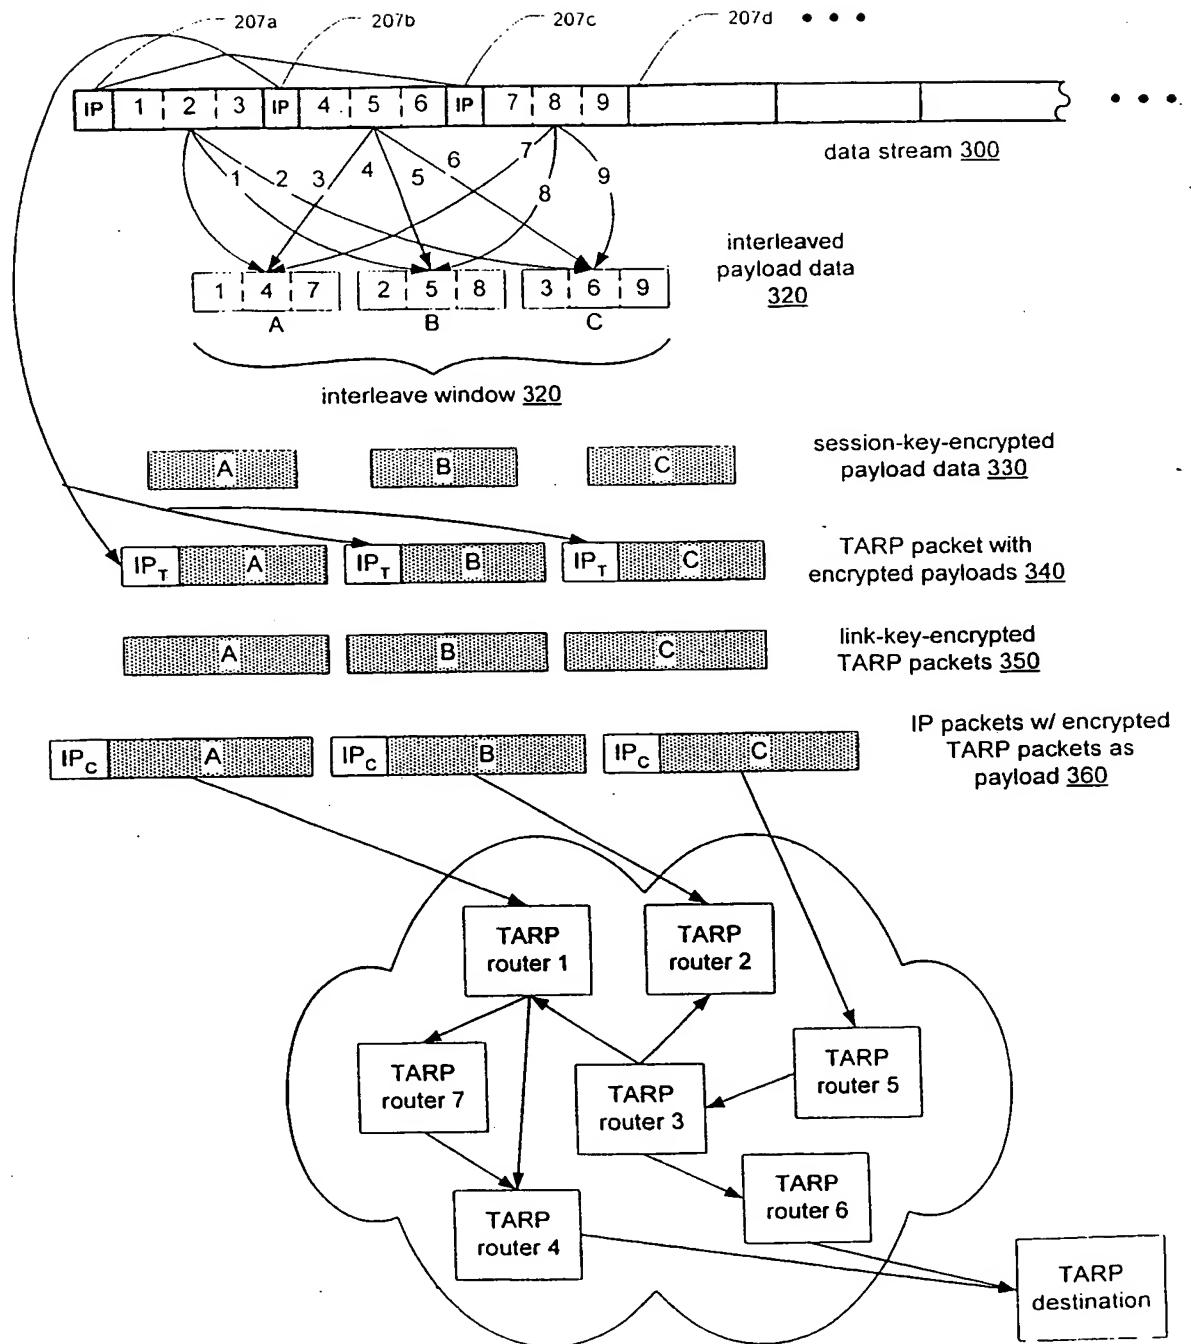 207a 207b 207c 207d • • •
IP 1 2 3 IP 4 5 6 IP 7 8 9 • • •
data stream 300
1 2 3 4 5 6 7 8 9
interleaved
payload data
320
1 4 7 2 5 8 3 6 9
A B C
interleave window 320
session-key-encrypted
payload data 330
A B C
TARP packet with
encrypted payloads 340
IPT A IPT B IPT C
link-key-encrypted
TARP packets 350
A B C
IP packets w/ encrypted
TARP packets as
payload 360
IPC A IPC B IPC C
TARP
router 1
TARP
router 2
TARP
router 7
TARP
router 3
TARP
router 5
TARP
router 4
TARP
router 6
TARP
destination